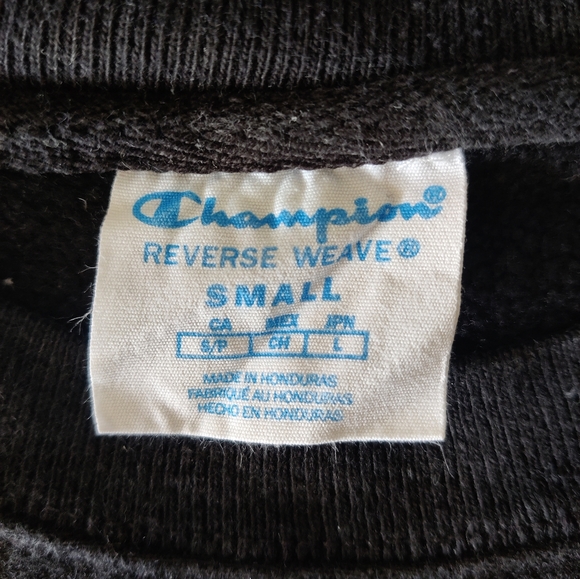 Champion®
REVERSE WEAVE®
SMALL
CA MEX JPN
S/P CH L
MADE IN HONDURAS
FABRIQUÉ AU HONDURAS
HECHO EN HONDURAS